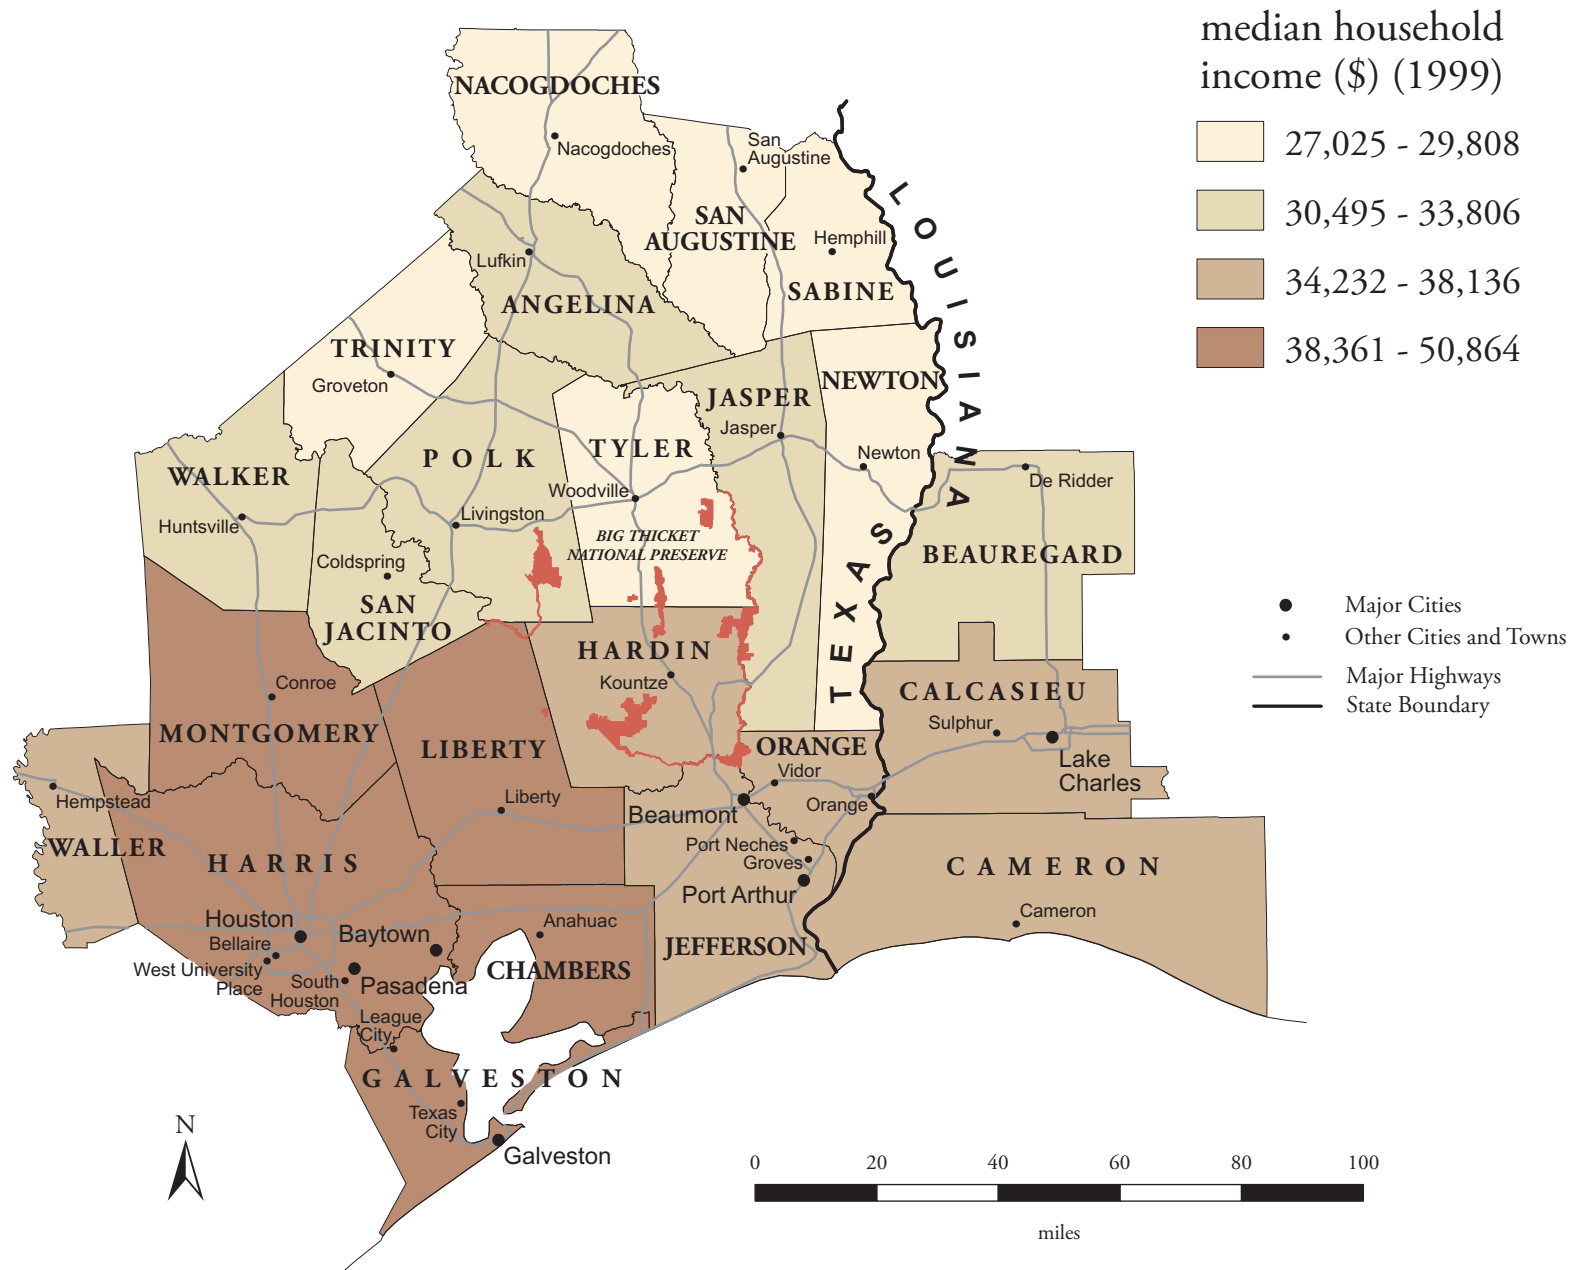 median household
income ($) (1999)
27,025 - 29,808
30,495 - 33,806
34,232 - 38,136
38,361 - 50,864
NACOGDOCHES
Nacogdoches
San
Augustine
SAN
AUGUSTINE
Hemphill
SABINE
LOUISIANA
Lufkin
ANGELINA
TRINITY
Groveton
NEWTON
JASPER
Jasper
TYLER
POLK
WALKER
Newton
De Ridder
Woodville
Livingston
Huntsville
BIG THICKET
NATIONAL PRESERVE
BEAUREGARD
Coldspring
SAN
JACINTO
TEXAS
HARDIN
Kountze
Major Cities
Other Cities and Towns
Major Highways
State Boundary
Conroe
MONTGOMERY
LIBERTY
CALCASIEU
Sulphur
ORANGE
Lake
Charles
Vidor
Hempstead
Liberty
Orange
Beaumont
WALLER
HARRIS
Port Neches
Groves
CAMERON
Port Arthur
Houston
Baytown
Anahuac
Cameron
Bellaire
West University
Place
JEFFERSON
CHAMBERS
South
Houston
Pasadena
League
City
GALVESTON
Texas
City
Galveston
N
0 20 40 60 80 100
miles